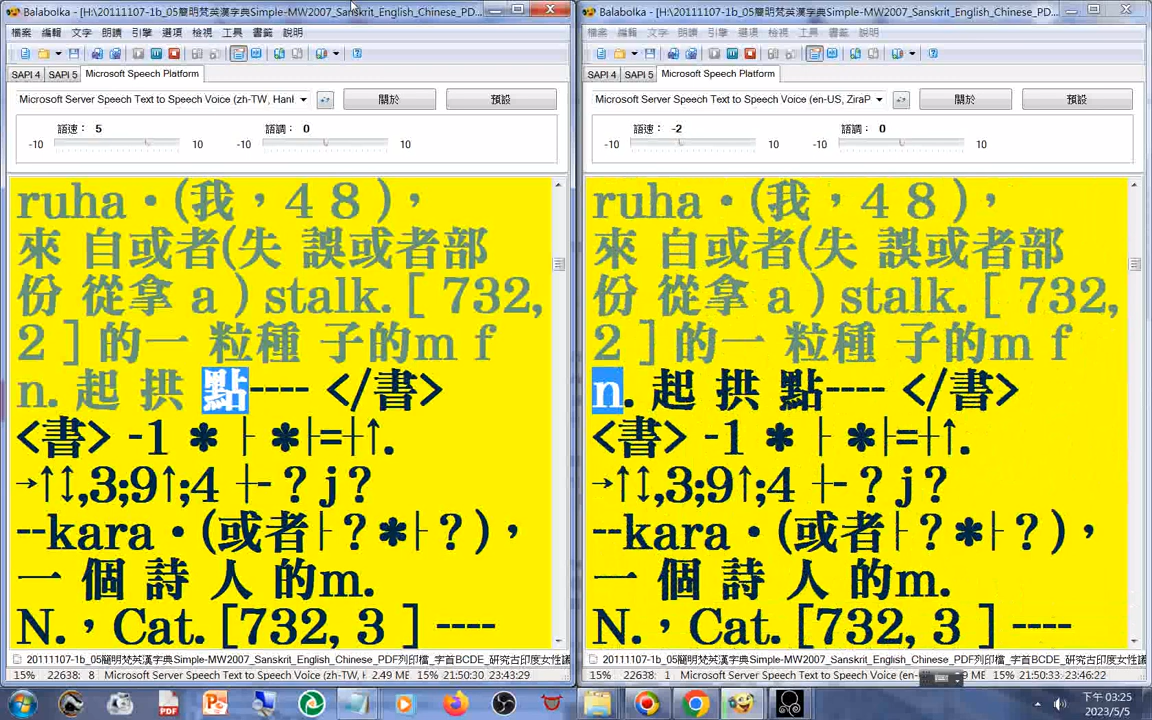 Balabolka - [H:\20111107-1b_05簡明梵英漢字典Simple-MW2007_Sanskrit_English_Chinese_PD...
檔案 編輯 文字 朗讀 引擎 選項 檢視 工具 書籤 說明
SAPI 4 SAPI 5 Microsoft Speech Platform
Microsoft Server Speech Text to Speech Voice (zh-TW, Hanl 關於 預設
語速： 5 語調： 0
-10 10 -10 10
ruha•(我，4 8 )，
來 自或者(失 誤或者部
份 從拿 a ) stalk. [ 732,
2 ] 的一 粒種 子的m f
n. 起 拱 點---- </書>
<書> -1 ✱ ├ ✱├=┼↑.
→↑↕,3;9↑;4 ┼- ? j ?
--kara•(或者├ ? ✱├ ? )，
一 個 詩 人 的m.
N.，Cat. [732, 3 ] ----
20111107-1b_05簡明梵英漢字典Simple-MW2007_Sanskrit_English_Chinese_PDF列印檔_字首BCDE_研究古印度女性議
15% 22638: 8 Microsoft Server Speech Text to Speech Voice (zh-TW, H 2.49 MB 15% 21:50:30 23:43:29
Balabolka - [H:\20111107-1b_05簡明梵英漢字典Simple-MW2007_Sanskrit_English_Chinese_PD...
檔案 編輯 文字 朗讀 引擎 選項 檢視 工具 書籤 說明
SAPI 4 SAPI 5 Microsoft Speech Platform
Microsoft Server Speech Text to Speech Voice (en-US, ZiraP 關於 預設
語速： -2 語調： 0
-10 10 -10 10
ruha•(我，4 8 )，
來 自或者(失 誤或者部
份 從拿 a ) stalk. [ 732,
2 ] 的一 粒種 子的m f
n. 起 拱 點---- </書>
<書> -1 ✱ ├ ✱├=┼↑.
→↑↕,3;9↑;4 ┼- ? j ?
--kara•(或者├ ? ✱├ ? )，
一 個 詩 人 的m.
N.，Cat. [732, 3 ] ----
20111107-1b_05簡明梵英漢字典Simple-MW2007_Sanskrit_English_Chinese_PDF列印檔_字首BCDE_研究古印度女性議
15% 22638: 1 Microsoft Server Speech Text to Speech Voice (en-US, 15% 21:50:33 23:46:22
下午 03:25
2023/5/5